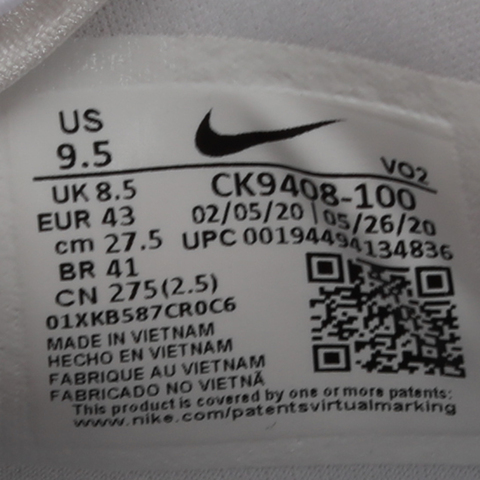 US
9.5
VO2
UK 8.5
CK9408-100
EUR 43
02/05/20 | 05/26/20
cm 27.5
UPC 00194494134836
BR 41
CN 275(2.5)
01XKB587CR0C6
MADE IN VIETNAM
HECHO EN VIETNAM
FABRIQUE AU VIETNAM
FABRICADO NO VIETNÃ
This product is covered by one or more patents:
www.nike.com/patentsvirtualmarking